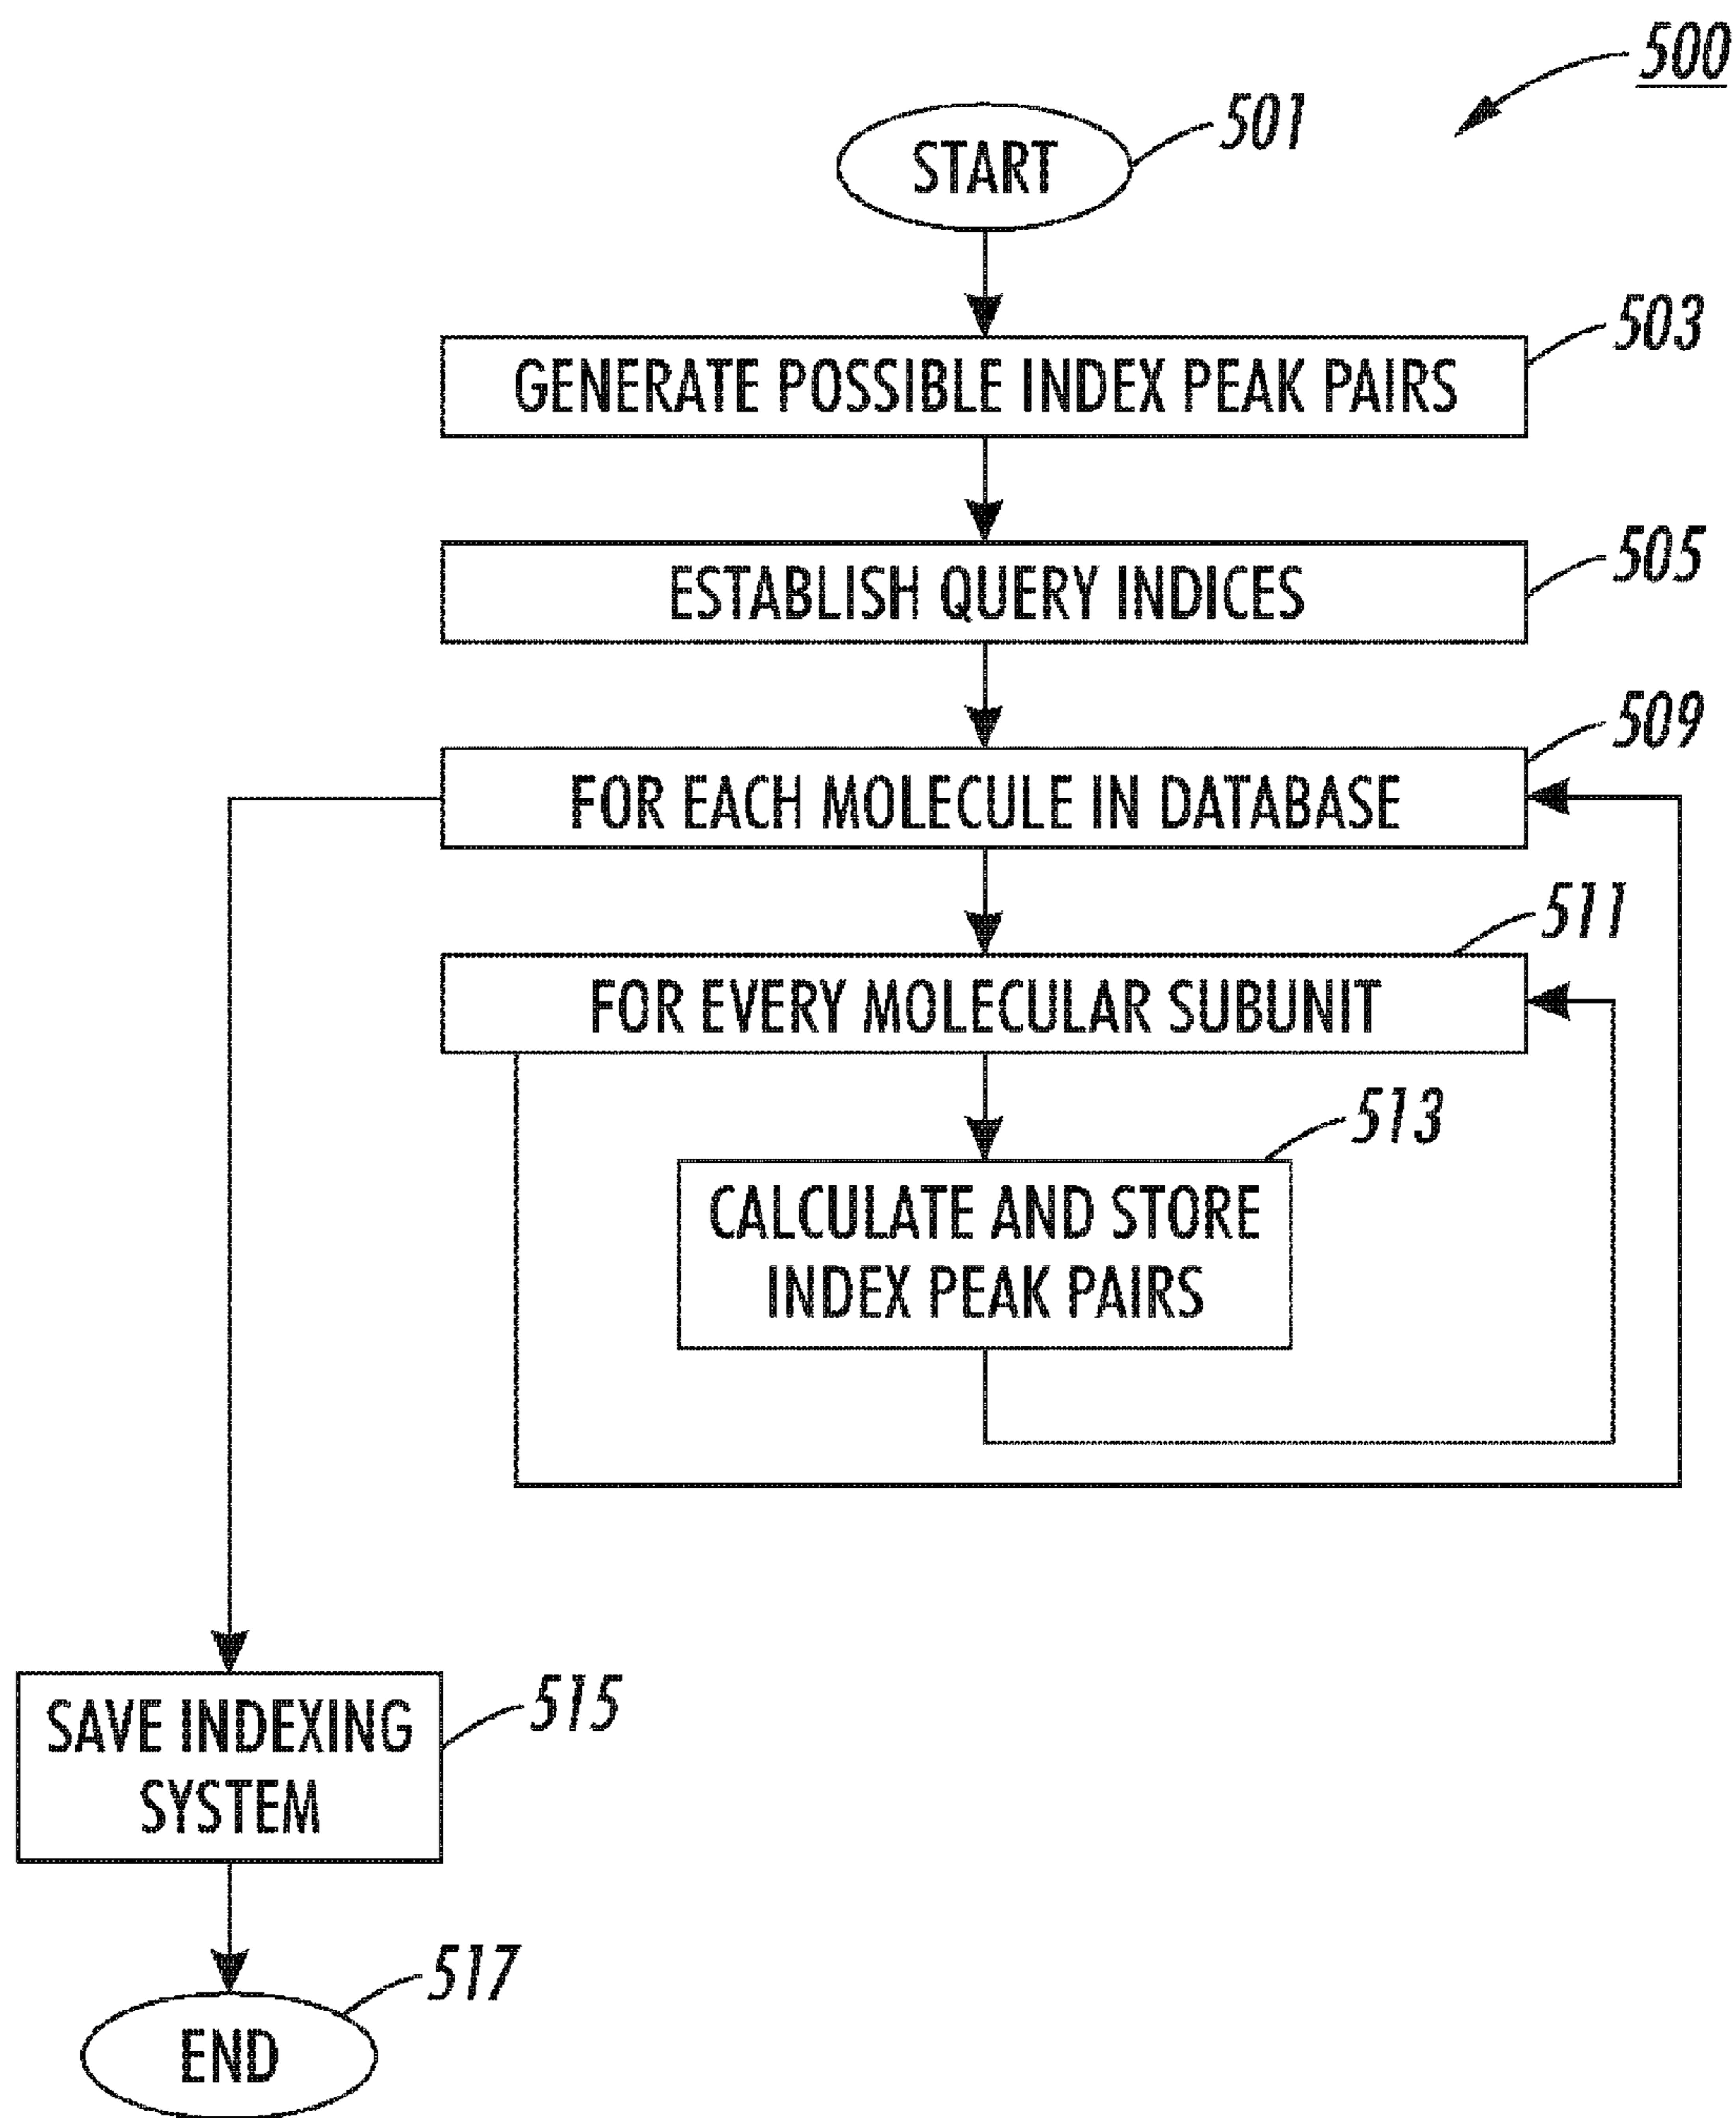 500
START
501
GENERATE POSSIBLE INDEX PEAK PAIRS
503
ESTABLISH QUERY INDICES
505
FOR EACH MOLECULE IN DATABASE
509
FOR EVERY MOLECULAR SUBUNIT
511
CALCULATE AND STORE
INDEX PEAK PAIRS
513
SAVE INDEXING
SYSTEM
515
END
517